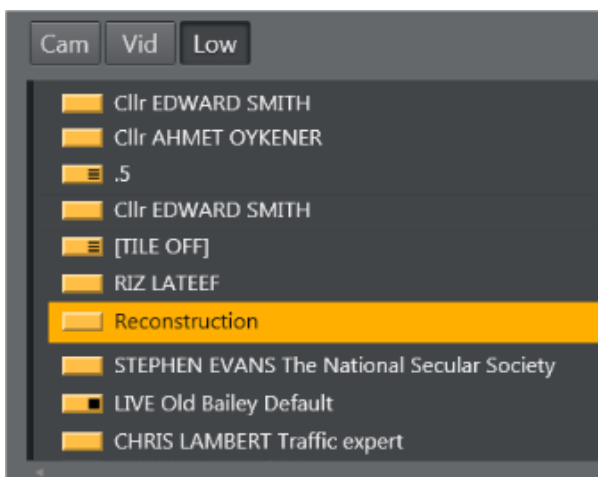 Cam Vid Low
Cllr EDWARD SMITH
Cllr AHMET OYKENER
.5
Cllr EDWARD SMITH
[TILE OFF]
RIZ LATEEF
Reconstruction
STEPHEN EVANS The National Secular Society
LIVE Old Bailey Default
CHRIS LAMBERT Traffic expert